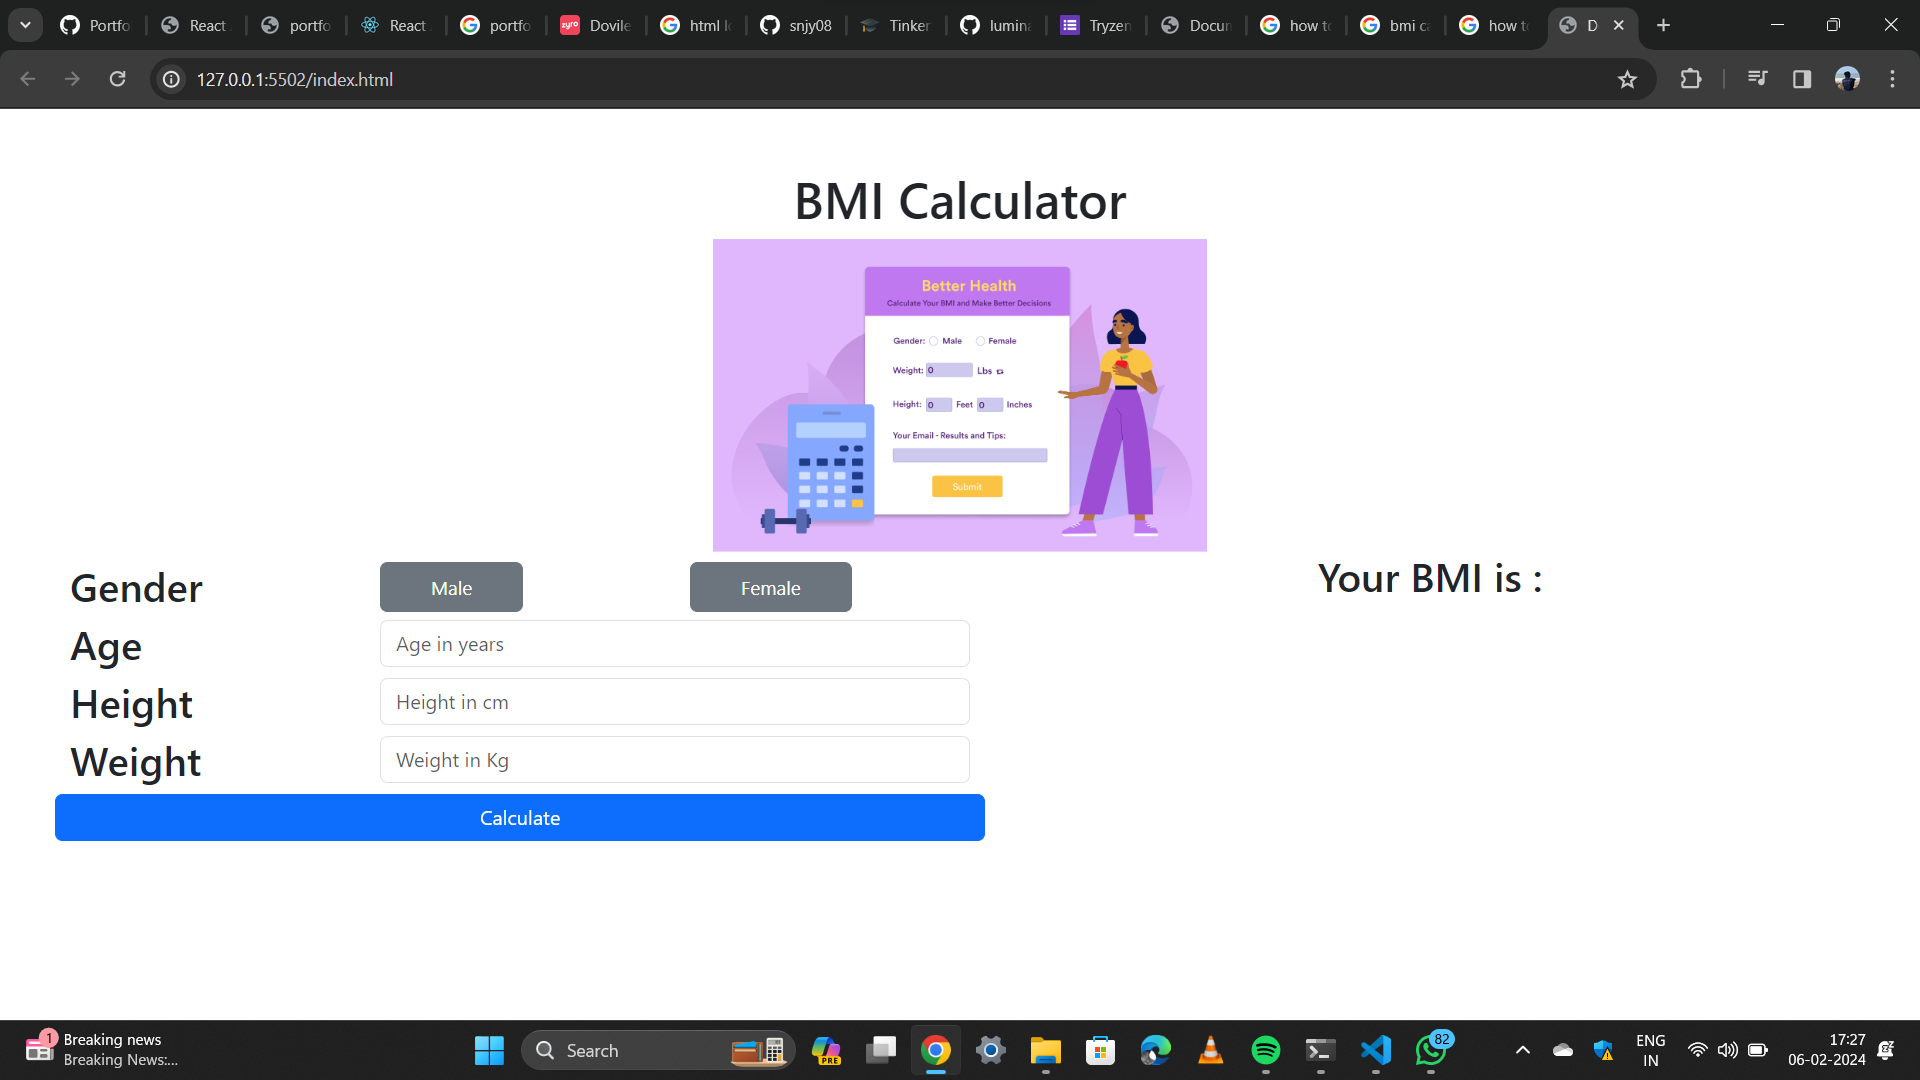 Portfo
React
portfo
React
portfo
zyro Dovile
html l
snjy08
Tinker
lumina
Tryzen
Docun
how to
bmi ca
how to
D
127.0.0.1:5502/index.html
BMI Calculator
Better Health
Calculate Your BMI and Make Better Decisions
Gender: Male Female
Weight: 0 Lbs
Height: 0 Feet 0 Inches
Your Email - Results and Tips:
Submit
Gender Male Female
Your BMI is :
Age Age in years
Height Height in cm
Weight Weight in Kg
Calculate
1 Breaking news
Breaking News:...
Search
PRE
82
ENG
IN
17:27
06-02-2024